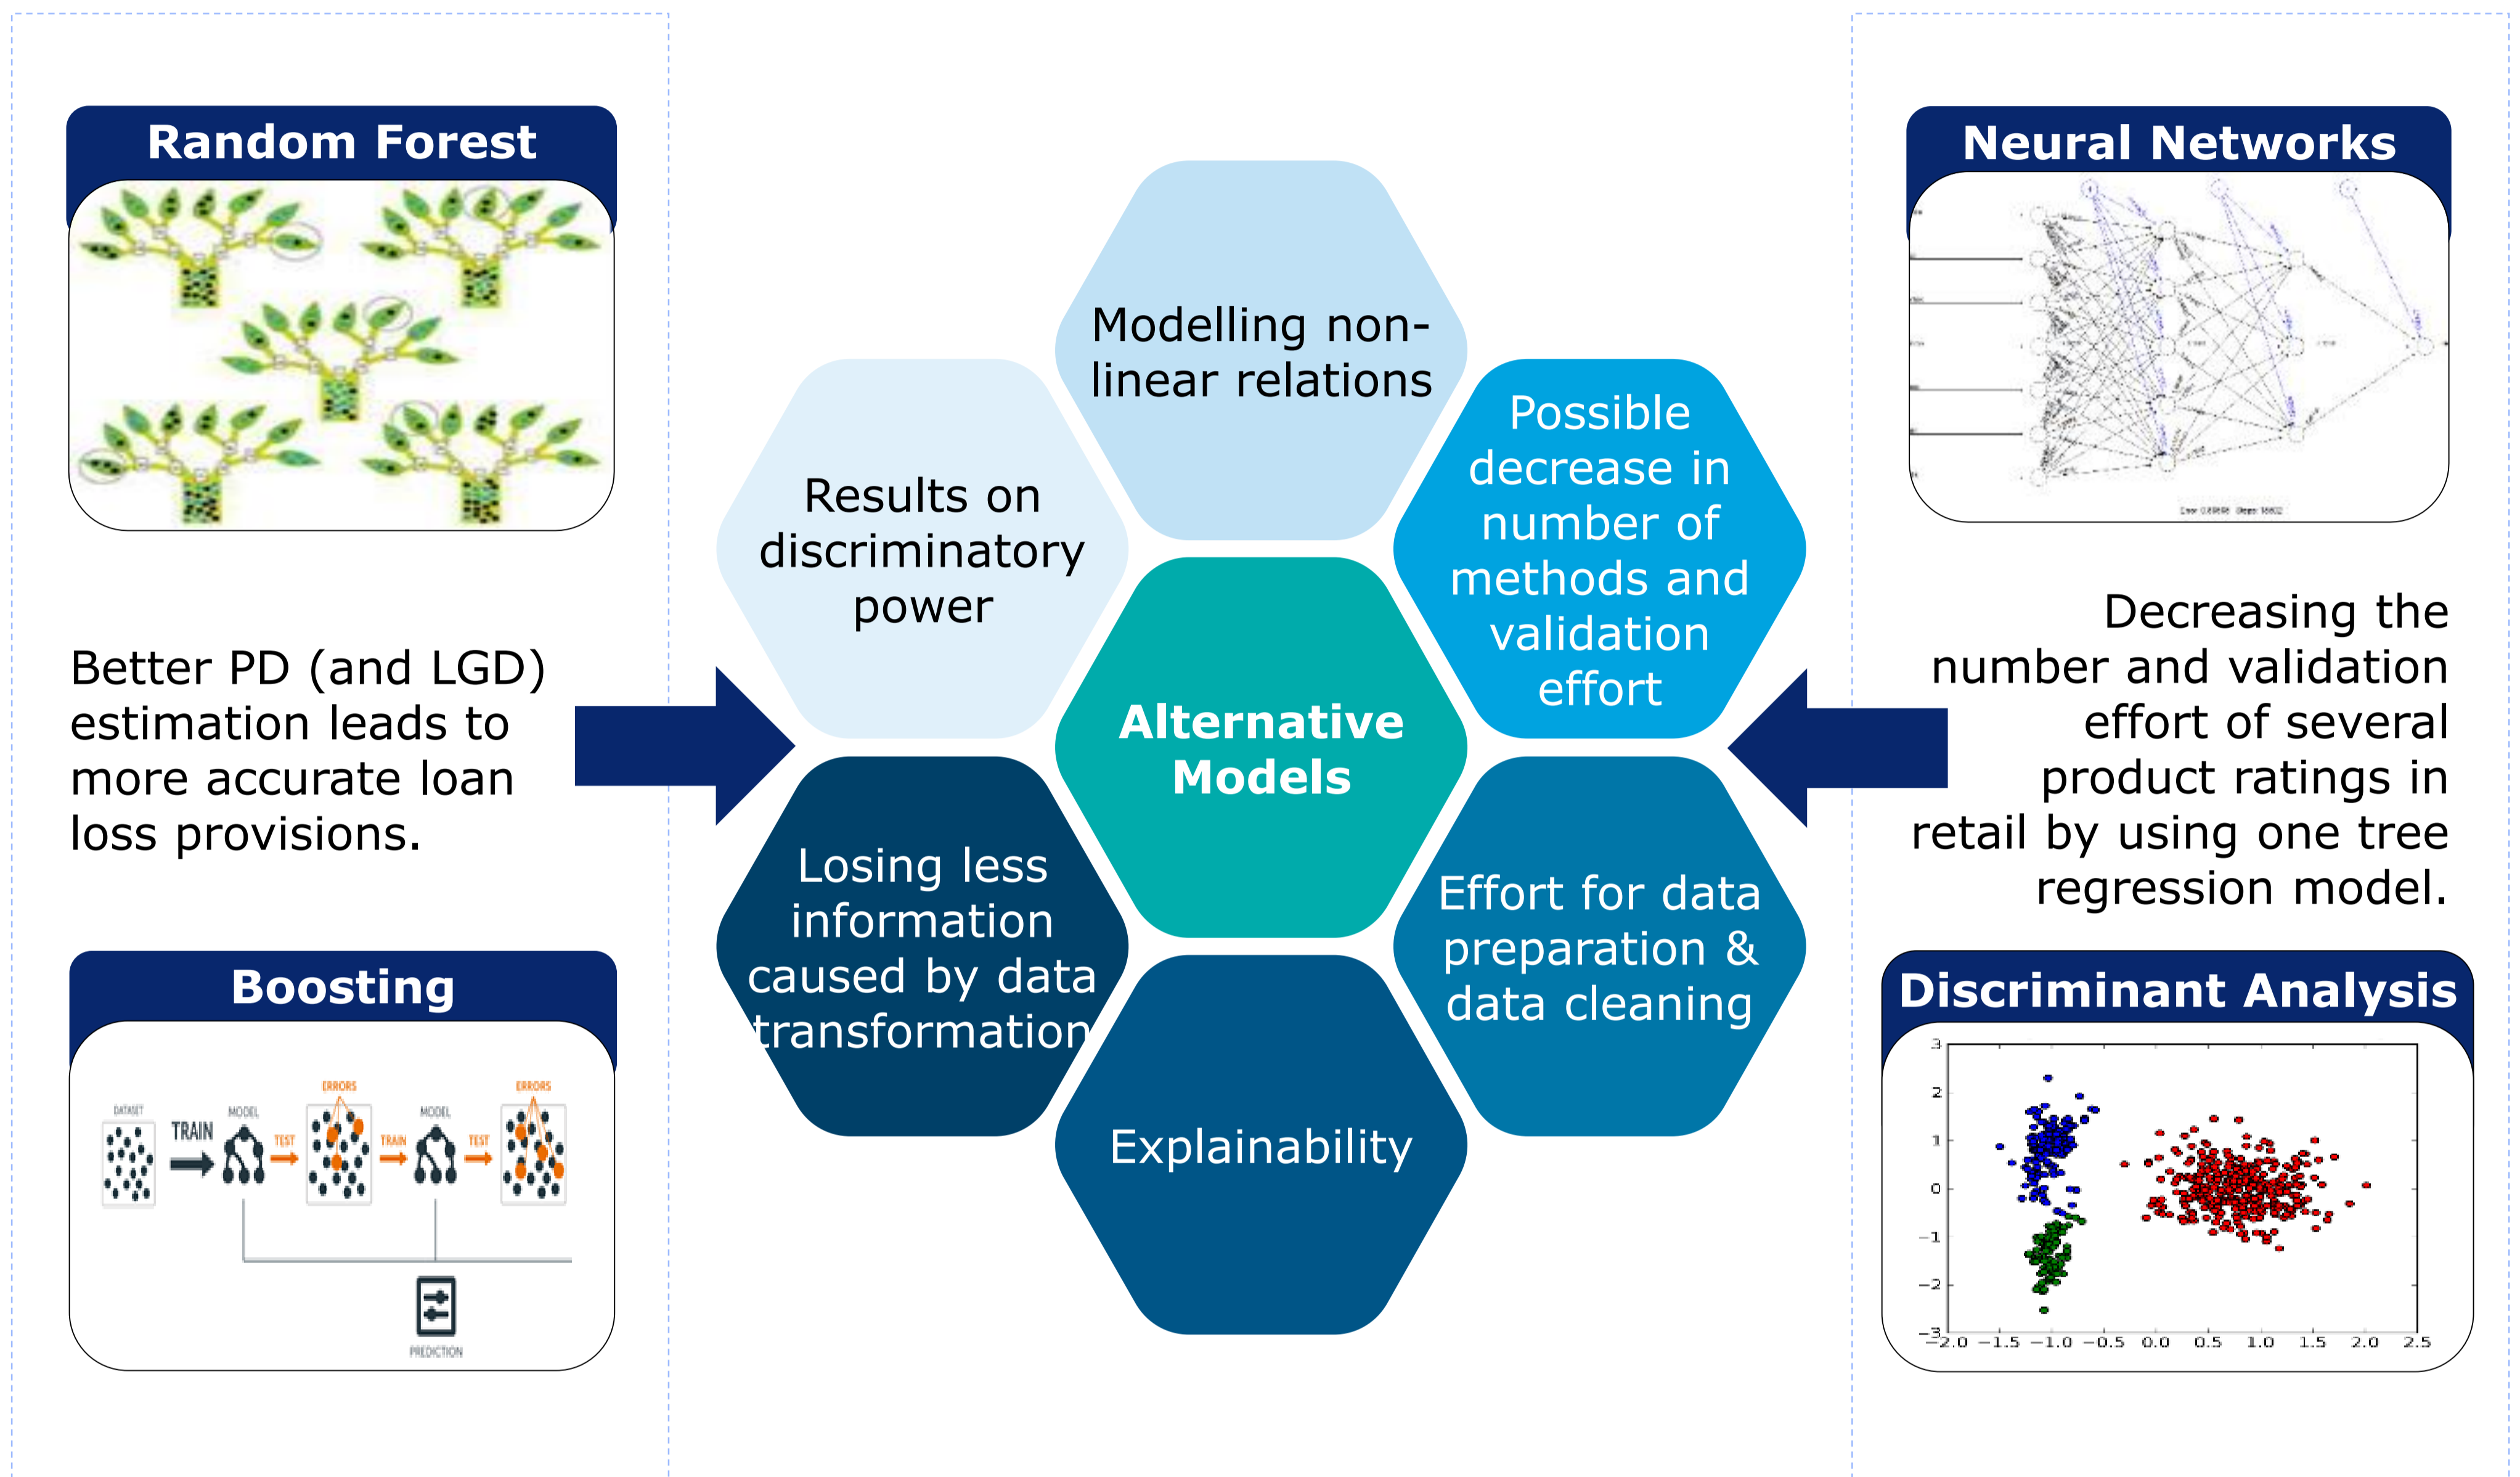 Random Forest
Better PD (and LGD)
estimation leads to
more accurate loan
loss provisions.
Boosting
DATASET
TRAIN
MODEL
TEST
ERRORS
TRAIN
MODEL
TEST
ERRORS
PREDICTION
Modelling non-
linear relations
Results on
discriminatory
power
Possible
decrease in
number of
methods and
validation
effort
Alternative
Models
Losing less
information
caused by data
transformation
Effort for data
preparation &
data cleaning
Explainability
Neural Networks
Decreasing the
number and validation
effort of several
product ratings in
retail by using one tree
regression model.
Discriminant Analysis
3
2
1
0
−1
−2
−3
−2.0 −1.5 −1.0 −0.5 0.0 0.5 1.0 1.5 2.0 2.5